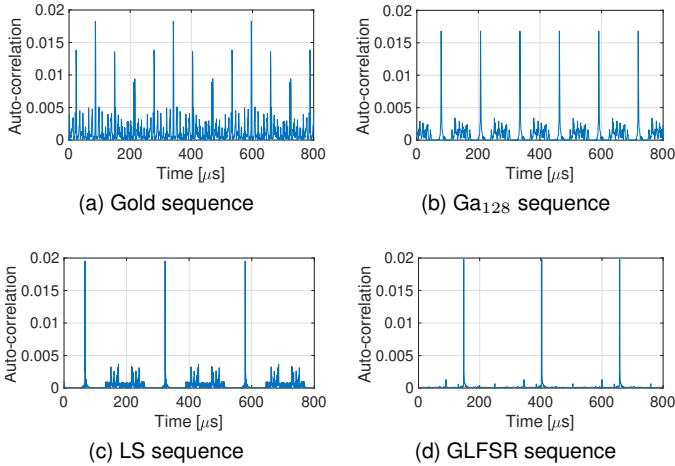 0.02
0.015
0.01
0.005
0
Auto-correlation
0 200 400 600 800
Time [μs]
(a) Gold sequence
0.02
0.015
0.01
0.005
0
Auto-correlation
0 200 400 600 800
Time [μs]
(b) Ga₁₂₈ sequence
0.02
0.015
0.01
0.005
0
Auto-correlation
0 200 400 600 800
Time [μs]
(c) LS sequence
0.02
0.015
0.01
0.005
0
Auto-correlation
0 200 400 600 800
Time [μs]
(d) GLFSR sequence